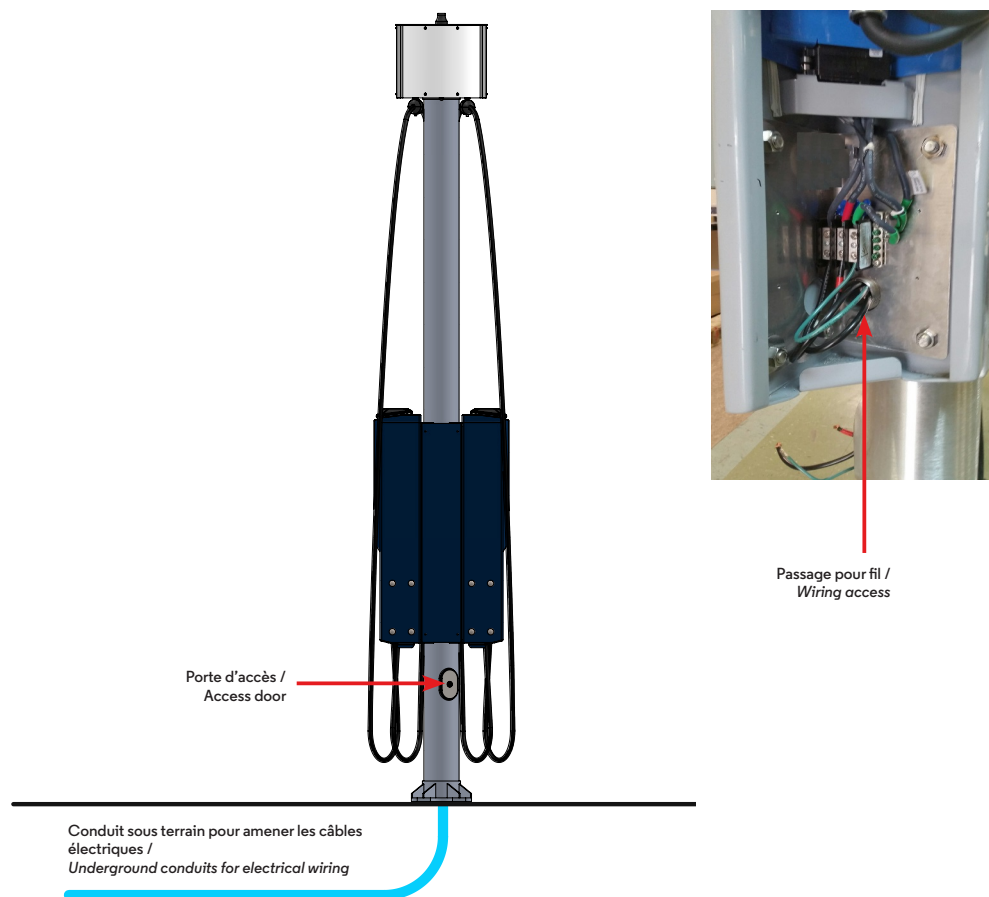 Passage pour fil /
Wiring access
Porte d'accès /
Access door
Conduit sous terrain pour amener les câbles
électriques /
Underground conduits for electrical wiring